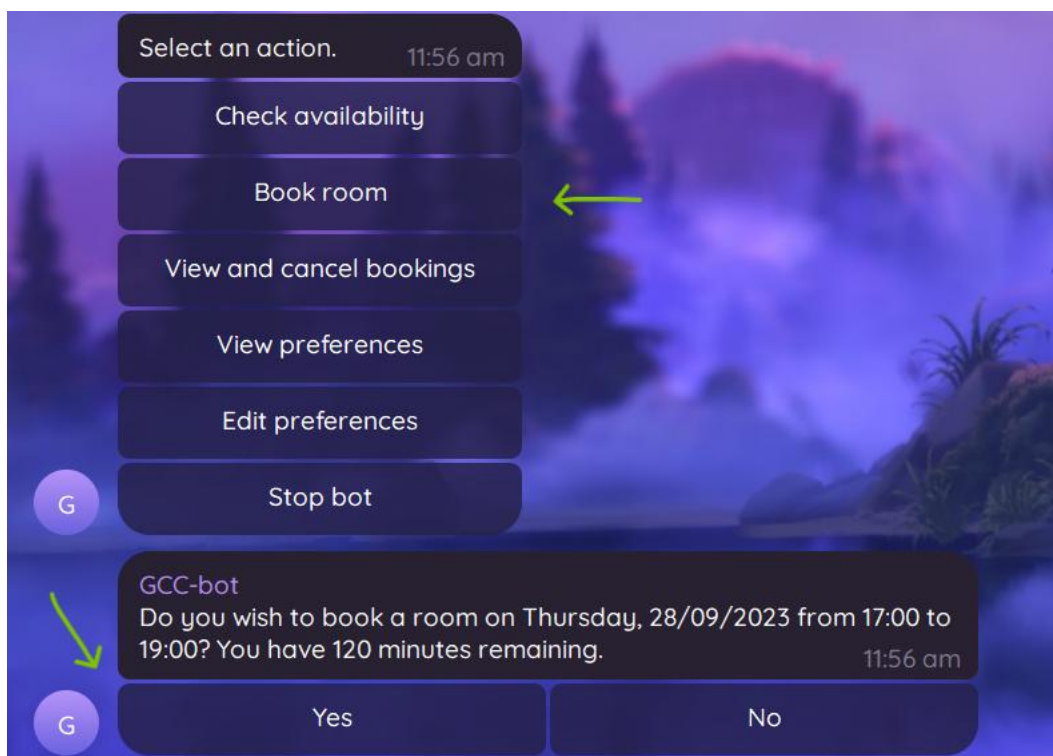 Select an action.
11:56 am
Check availability
Book room
View and cancel bookings
View preferences
Edit preferences
G
Stop bot
GCC-bot
Do you wish to book a room on Thursday, 28/09/2023 from 17:00 to
19:00? You have 120 minutes remaining.
11:56 am
G
Yes
No